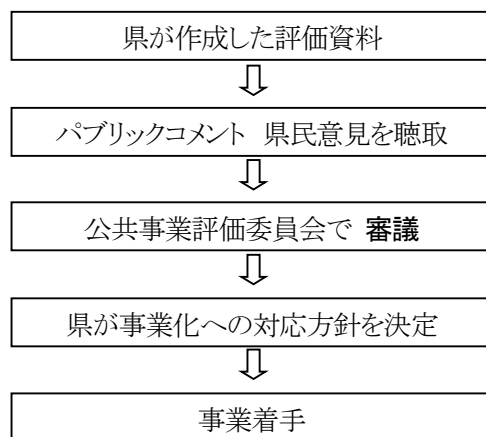 県が作成した評価資料
パブリックコメント 県民意見を聴取
公共事業評価委員会で 審議
県が事業化への対応方針を決定
事業着手